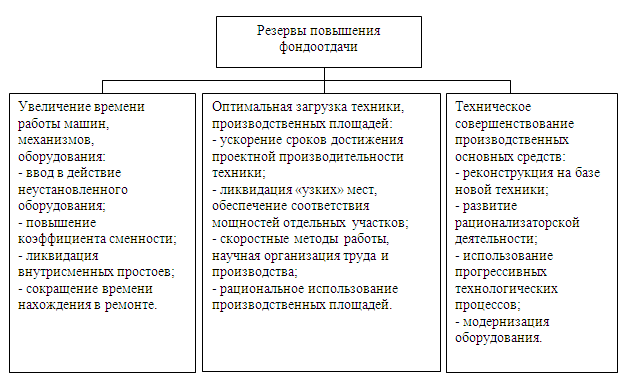 Резервы повышения
фондоотдачи
Увеличение времени
работы машин,
механизмов,
оборудования:
- ввод в действие
неустановленного
оборудования;
- повышение
коэффициента сменности;
- ликвидация
внутрисменных простоев;
- сокращение времени
нахождения в ремонте.
Оптимальная загрузка техники,
производственных площадей:
- ускорение сроков достижения
проектной производительности
техники;
- ликвидация «узких» мест,
обеспечение соответствия
мощностей отдельных участков;
- скоростные методы работы,
научная организация труда и
производства;
- рациональное использование
производственных площадей.
Техническое
совершенствование
производственных
основных средств:
- реконструкция на базе
новой техники;
- развитие
рационализаторской
деятельности;
- использование
прогрессивных
технологических
процессов;
- модернизация
оборудования.